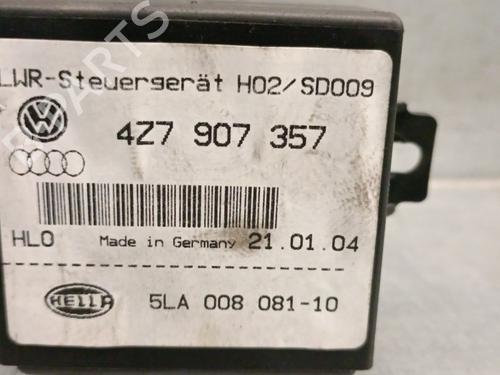 LWR-Steuergerät H02/SD009
4Z7 907 357
HLO Made in Germany 21.01.04
HELLA 5LA 008 081-10